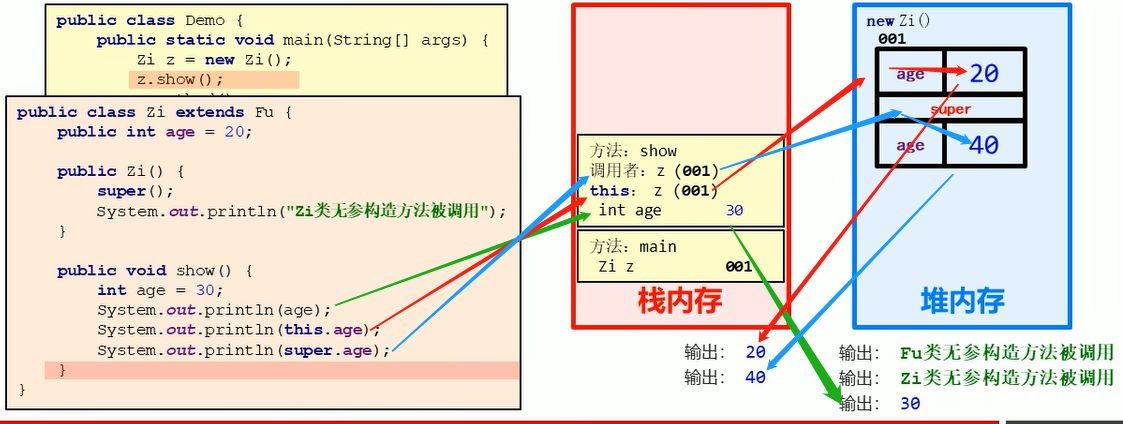 public class Demo {
public static void main(String[] args) {
Zi z = new Zi();
z.show();
public class Zi extends Fu {
public int age = 20;
public Zi() {
super();
System.out.println("Zi类无参构造方法被调用");
}
public void show() {
int age = 30;
System.out.println(age);
System.out.println(this.age);
System.out.println(super.age);
}
}
方法: show
调用者: z (001)
this: z (001)
int age 30
方法: main
Zi z 001
栈内存
new Zi()
001
age 20
super
age 40
堆内存
输出: 20
输出: 40
输出: Fu类无参构造方法被调用
输出: Zi类无参构造方法被调用
输出: 30